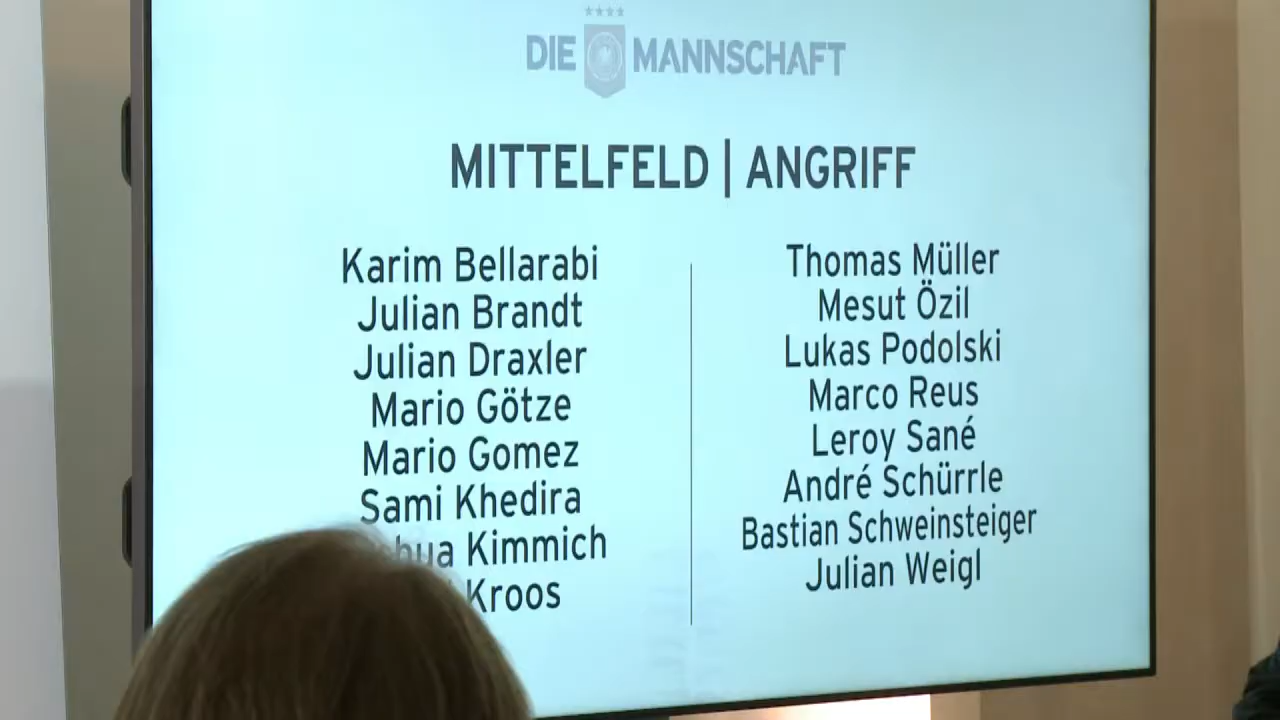 DIE MANNSCHAFT
MITTELFELD | ANGRIFF
Karim Bellarabi
Julian Brandt
Julian Draxler
Mario Götze
Mario Gomez
Sami Khedira
Kimmich
Kroos
Thomas Müller
Mesut Özil
Lukas Podolski
Marco Reus
Leroy Sané
André Schürrle
Bastian Schweinsteiger
Julian Weigl